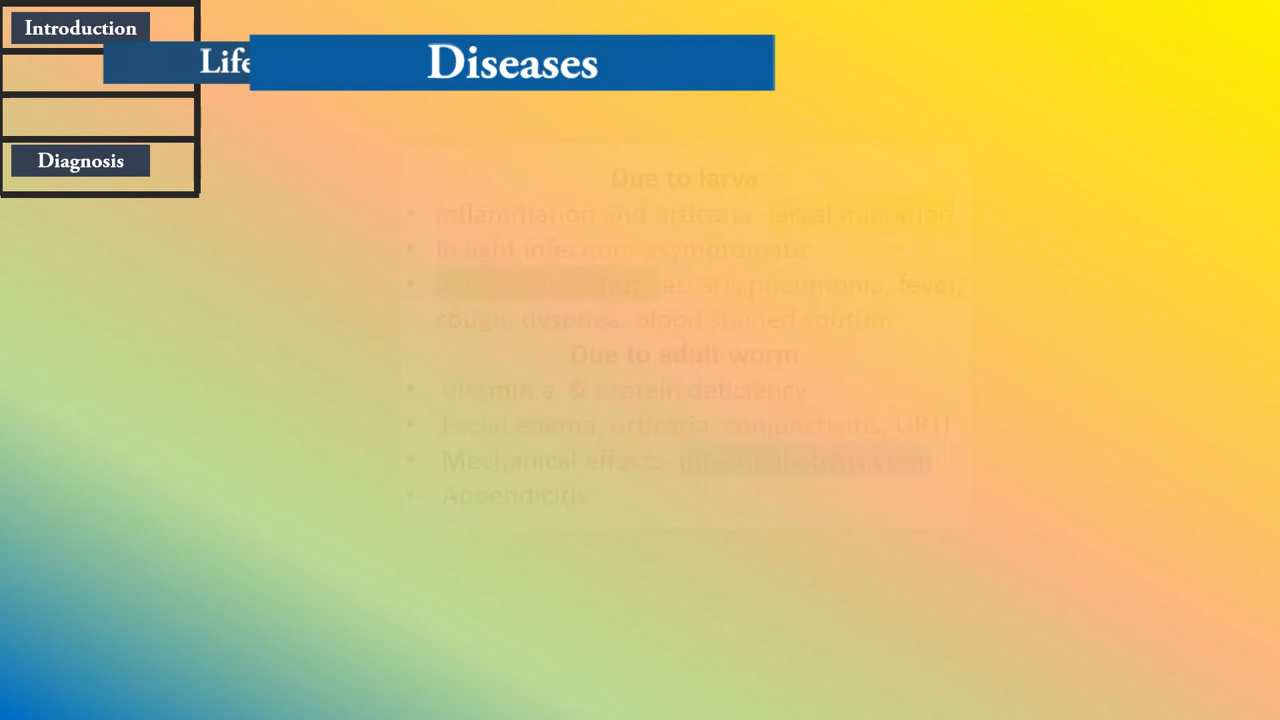 Introduction
Life
Diseases
Diagnosis
Due to larva
• Inflammation and urticaria: larval migration
• In light infection: asymptomatic
• ascaris pneumonia, fever,
cough, dyspnea, blood stained sputum
Due to adult worm
• Vitamin a & protein deficiency
• Facial edema, urticaria, conjunctivitis, URTI
• Mechanical effects: intestinal obstruction
• Appendicitis